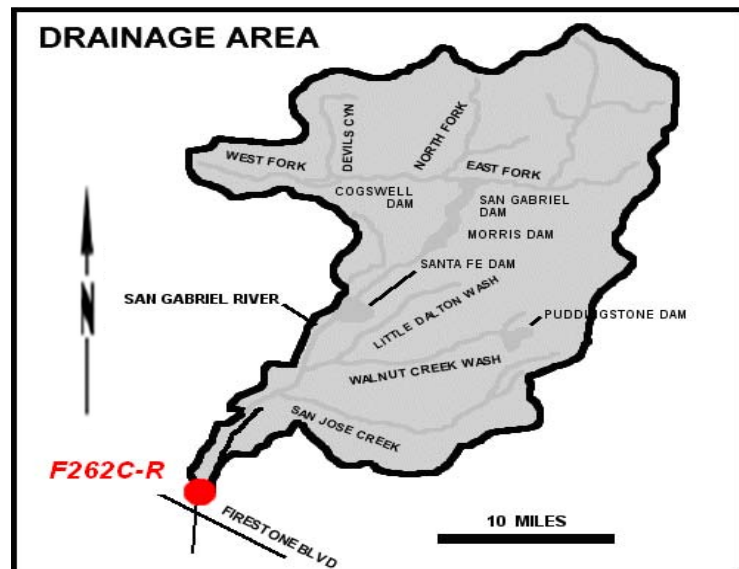 DRAINAGE AREA
DEVILS CYN
NORTH FORK
WEST FORK
EAST FORK
COGSWELL
DAM
SAN GABRIEL
DAM
MORRIS DAM
SANTA FE DAM
N
SAN GABRIEL RIVER
LITTLE DALTON WASH
PUDDLIGSTONE DAM
WALNUT CREEK WASH
SAN JOSE CREEK
F262C-R
FIRESTONE BLVD
10 MILES